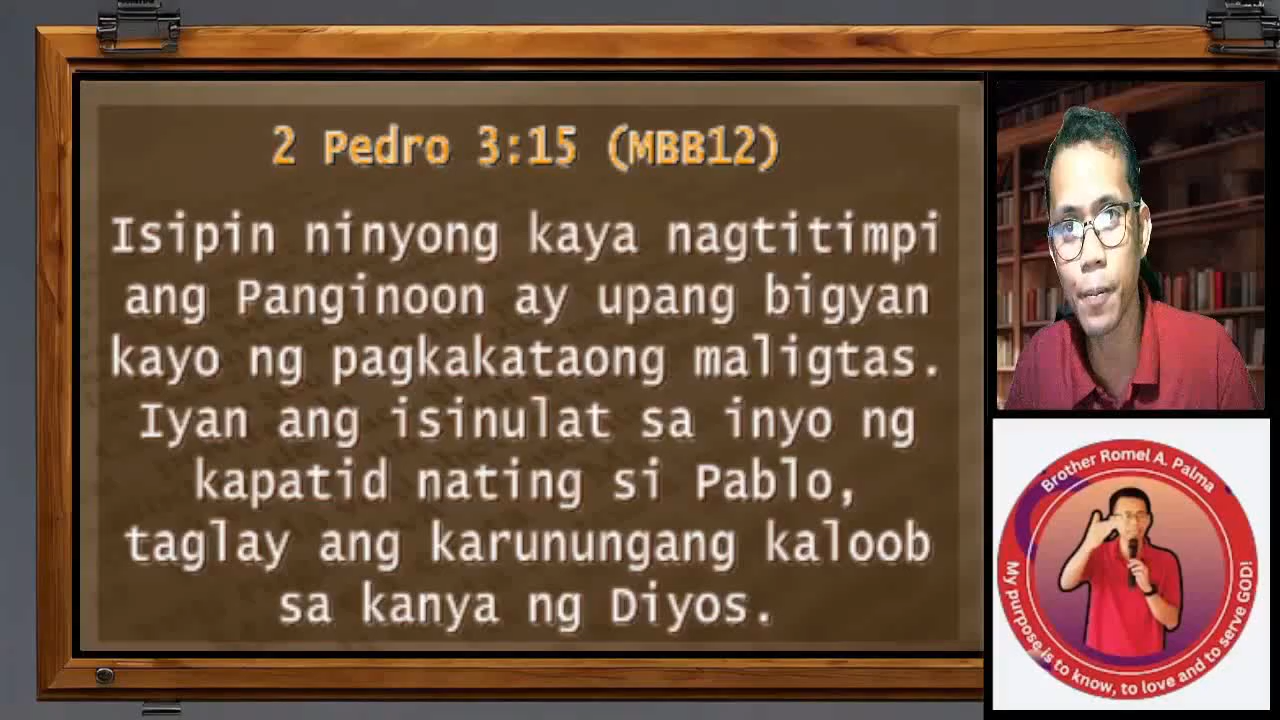 2 Pedro 3:15 (MBB12)
Isipin ninyong kaya nagtitimpi
ang Panginoon ay upang bigyan
kayo ng pagkakataong maligtas.
Iyan ang isinulat sa inyo ng
kapatid nating si Pablo,
taglay ang karunungang kaloob
sa kanya ng Diyos.
Brother Romel A. Palma
My purpose is to know, to love and to serve GOD!